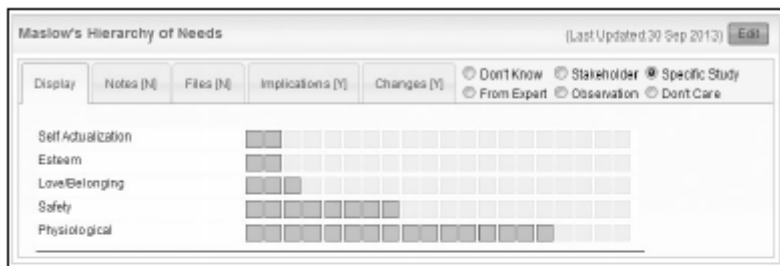 Maslow's Hierarchy of Needs (Last Updated:30 Sep 2013) Edit
Display Notes [N] Files [N] Implications [Y] Changes [Y] Don't Know Stakeholder Specific Study
From Expert Observation Don't Care
Self Actualization
Esteem
Love/Belonging
Safety
Physiological